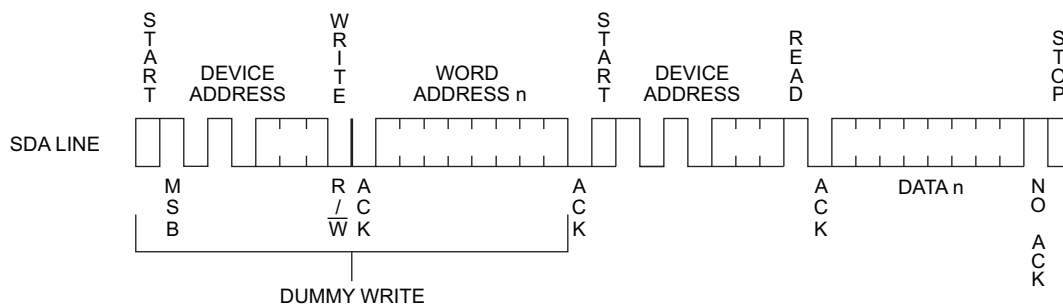 START
DEVICE
ADDRESS
WRITE
WORD
ADDRESS n
START
DEVICE
ADDRESS
READ
STOP
SDA LINE
MSB
R/W
ACK
ACK
ACK
DATA n
NO ACK
DUMMY WRITE